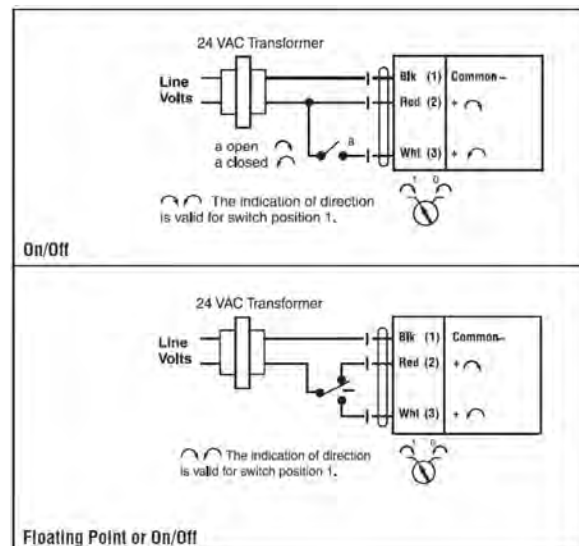 24 VAC Transformer
Line
Volts
Blk (1) Common –
Red (2) +
a
Wht (3) +
a open
a closed
1 0
The indication of direction
is valid for switch position 1.
On/Off
24 VAC Transformer
Line
Volts
Blk (1) Common–
Red (2) +
Wht (3) +
1 0
The indication of direction
is valid for switch position 1.
Floating Point or On/Off